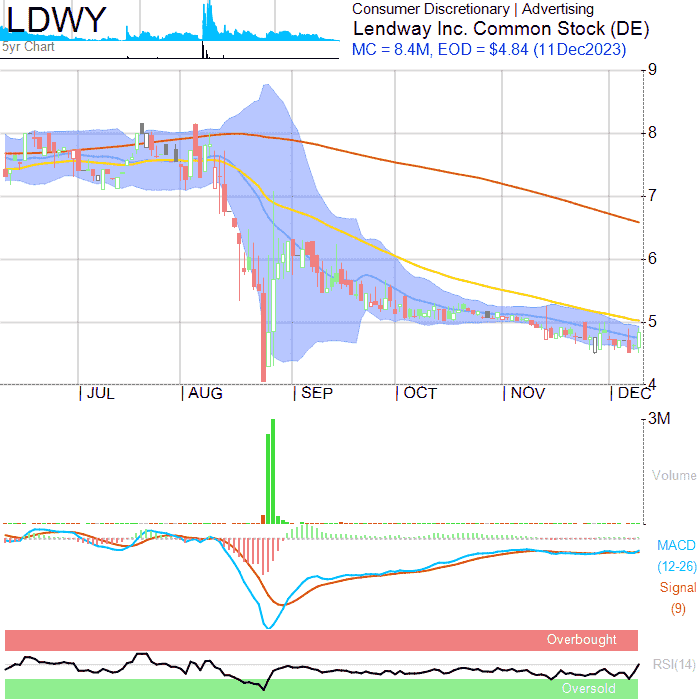 LDWY
5yr Chart
Consumer Discretionary | Advertising
Lendway Inc. Common Stock (DE)
MC = 8.4M, EOD = $4.84 (11Dec2023)
9
8
7
6
5
4
JUL AUG SEP OCT NOV DEC
3M
Volume
MACD
(12-26)
Signal
(9)
Overbought
RSI(14)
Oversold